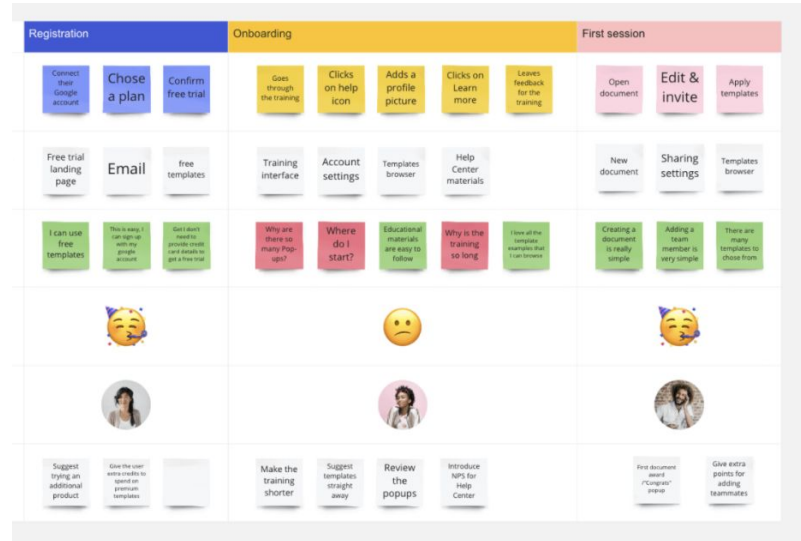 Registration
Onboarding
First session
Connect
their
Google
account
Chose
a plan
Confirm
free trial
Goes
through
the training
Clicks
on help
icon
Adds a
profile
picture
Clicks on
Learn
more
Leaves
feedback
for the
training
Open
document
Edit &
invite
Apply
templates
Free trial
landing
page
Email
free
templates
Training
interface
Account
settings
Templates
browser
Help
Center
materials
New
document
Sharing
settings
Templates
browser
I can use
free
templates
This is easy, I
can sign up
with my
google
account
Gr8 I don't
need to
provide credit
card details to
get a free trial
Why are
there so
many Pop-
ups?
Where
do I
start?
Educational
materials
are easy to
follow
Why is the
training
so long
I love all the
template
examples that
I can browse
Creating a
document
is really
simple
Adding a
team
member is
very simple
There are
many
templates to
chose from
Suggest
trying an
additional
product
Give the user
extra credits to
spend on
premium
templates
Make the
training
shorter
Suggest
templates
straight
away
Review
the
popups
Introduce
NPS for
Help
Center
First document
award
/"Congrats"
popup
Give extra
points for
adding
teammates